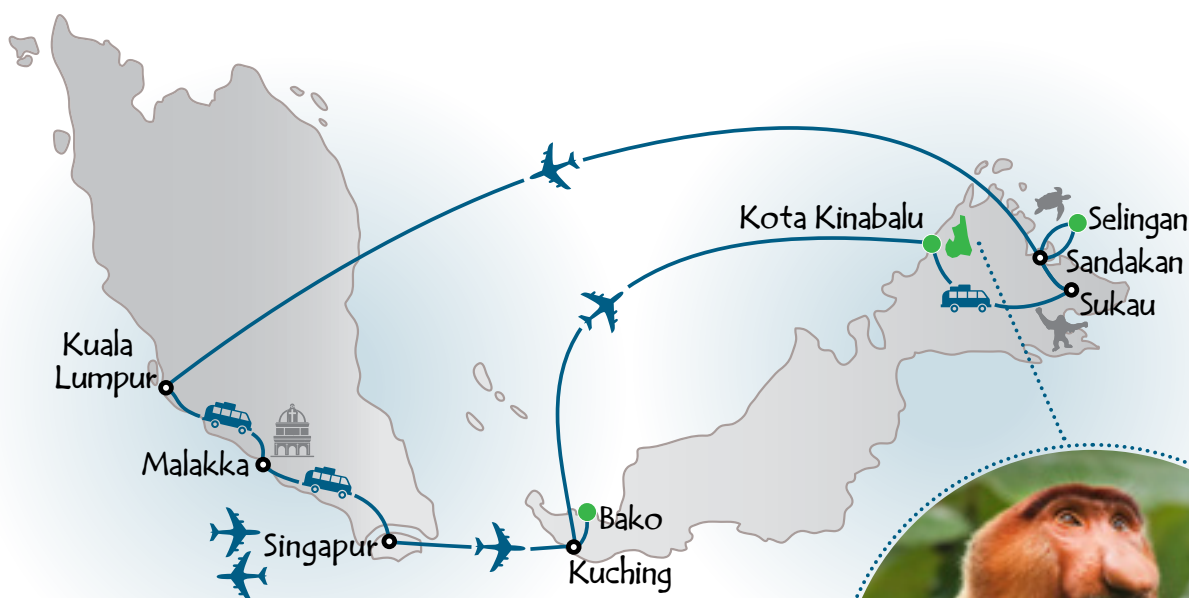 Kota Kinabalu
Selingan
Sandakan
Sukau
Kuala
Lumpur
Malakka
Singapur
Bako
Kuching